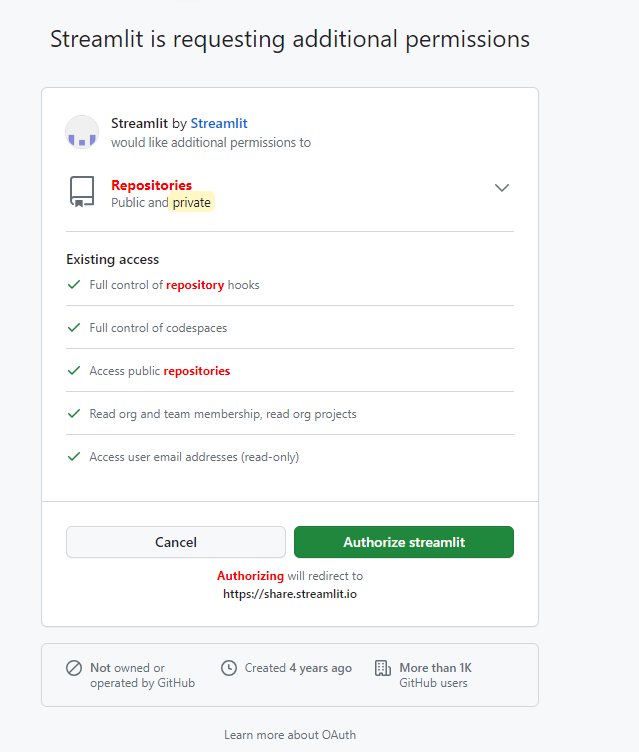 Streamlit is requesting additional permissions
Streamlit by Streamlit
would like additional permissions to
Repositories
Public and private
Existing access
Full control of repository hooks
Full control of codespaces
Access public repositories
Read org and team membership, read org projects
Access user email addresses (read-only)
Cancel
Authorize streamlit
Authorizing will redirect to
https://share.streamlit.io
Not owned or
operated by GitHub
Created 4 years ago
More than 1K
GitHub users
Learn more about OAuth